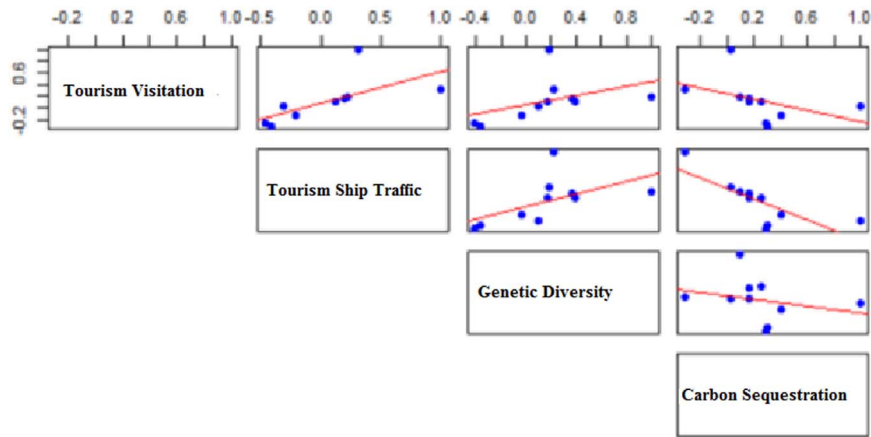 -0.2 0.2 0.6 1.0 -0.5 0.0 0.5 1.0 -0.4 0.0 0.4 0.8 -0.2 0.2 0.6 1.0
0.6
-0.2
Tourism Visitation
Tourism Ship Traffic
Genetic Diversity
Carbon Sequestration